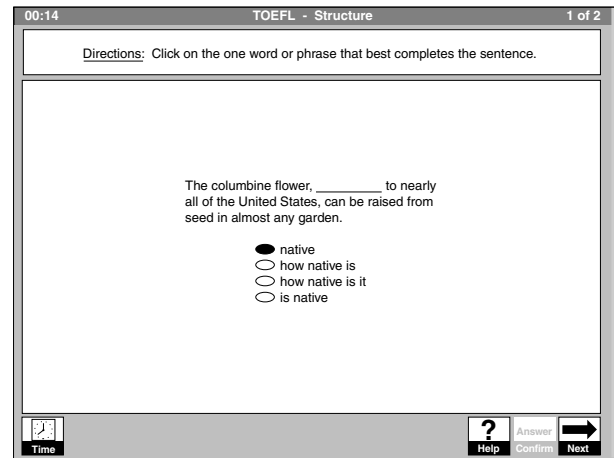 00:14 TOEFL - Structure 1 of 2
Directions: Click on the one word or phrase that best completes the sentence.
The columbine flower, __________ to nearly
all of the United States, can be raised from
seed in almost any garden.
native
how native is
how native is it
is native
Time
?
Help
Answer
Confirm
Next